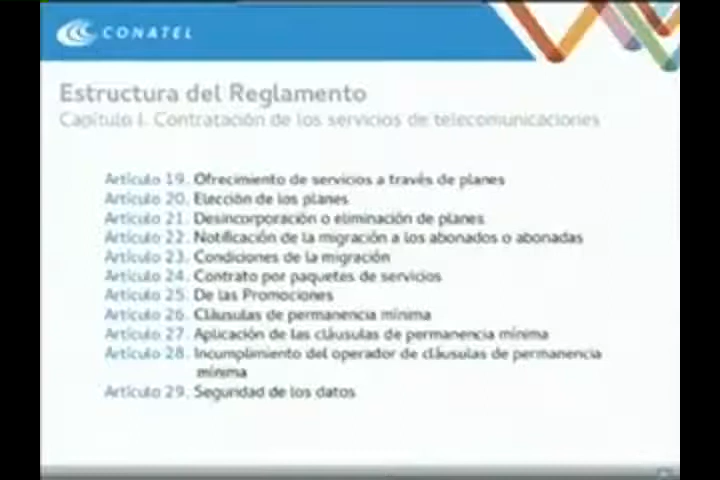 CONATEL
Estructura del Reglamento
Capítulo I. Contratación de los servicios de telecomunicaciones
Artículo 19. Ofrecimiento de servicios a través de planes
Artículo 20. Elección de los planes
Artículo 21. Desincorporación o eliminación de planes
Artículo 22. Notificación de la migración a los abonados o abonadas
Artículo 23. Condiciones de la migración
Artículo 24. Contrato por paquetes de servicios
Artículo 25. De las Promociones
Artículo 26. Cláusulas de permanencia mínima
Artículo 27. Aplicación de las cláusulas de permanencia mínima
Artículo 28. Incumplimiento del operador de cláusulas de permanencia
mínima
Artículo 29. Seguridad de los datos